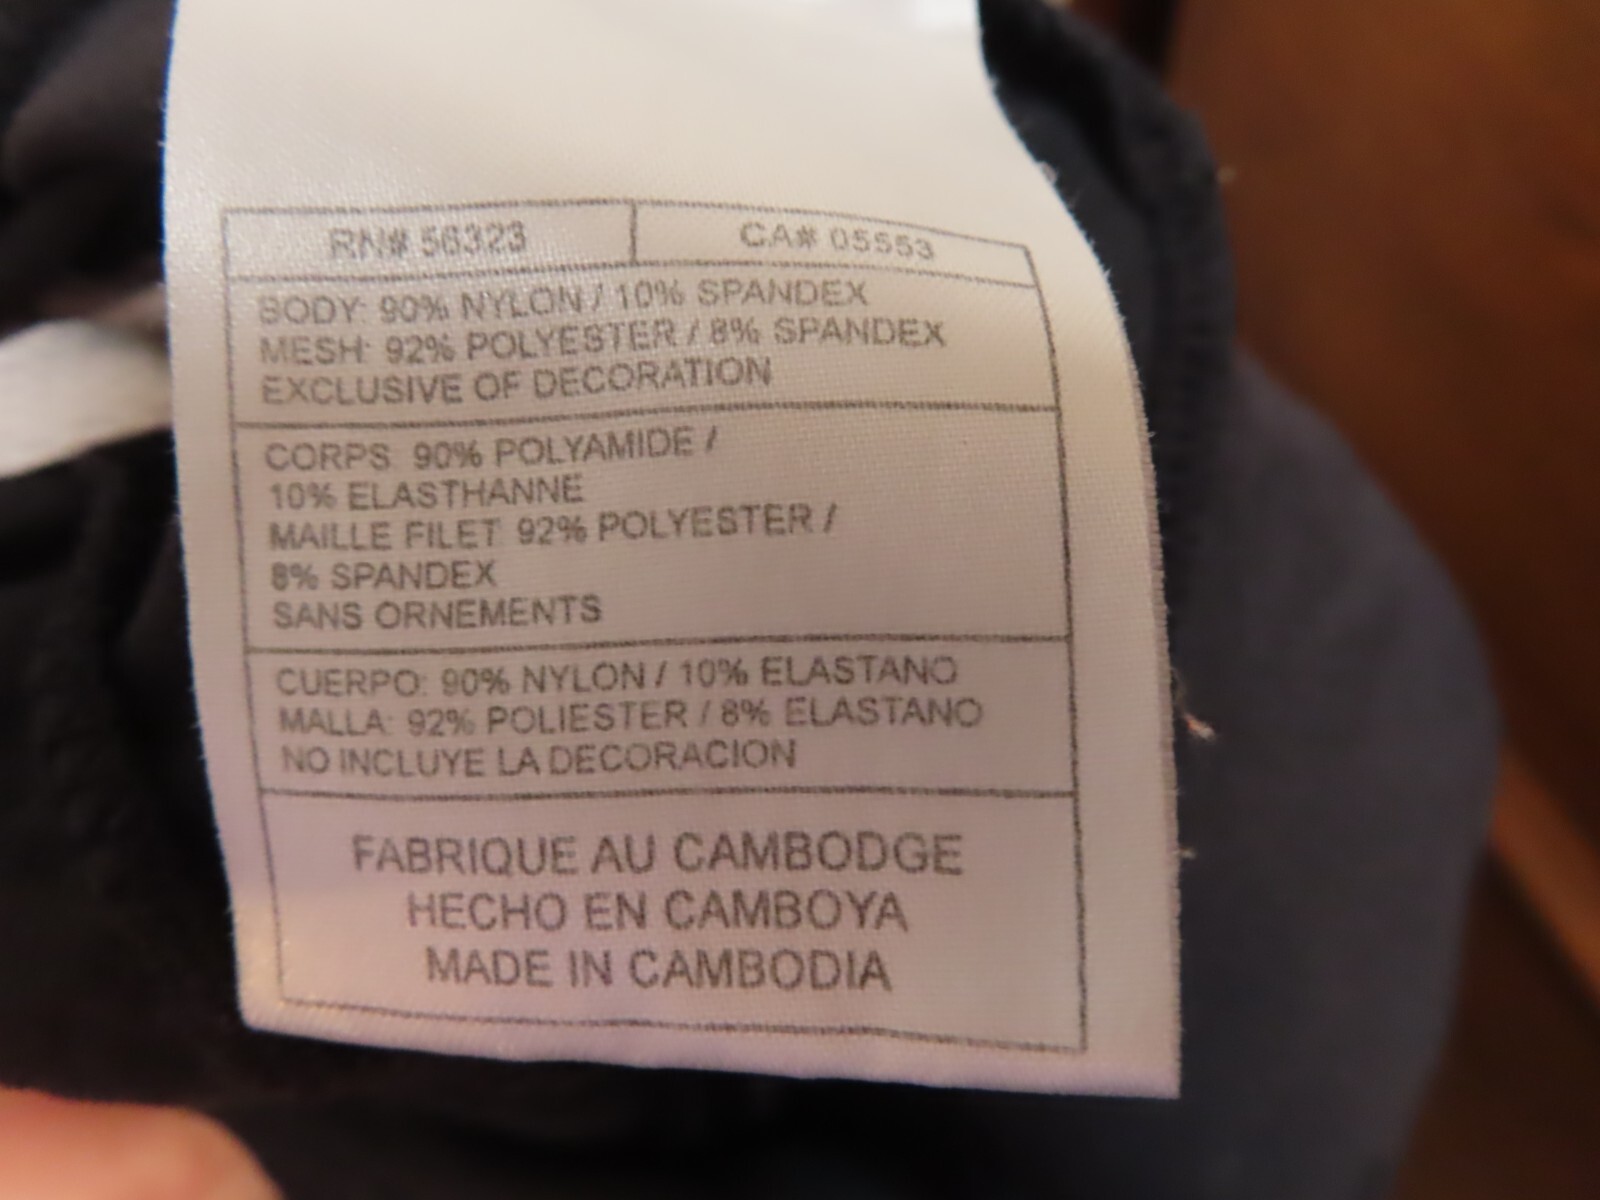 RN# 56323 CA# 05553
BODY: 90% NYLON / 10% SPANDEX
MESH: 92% POLYESTER / 8% SPANDEX
EXCLUSIVE OF DECORATION
CORPS 90% POLYAMIDE /
10% ELASTHANNE
MAILLE FILET 92% POLYESTER /
8% SPANDEX
SANS ORNEMENTS
CUERPO: 90% NYLON / 10% ELASTANO
MALLA: 92% POLIESTER / 8% ELASTANO
NO INCLUYE LA DECORACION
FABRIQUE AU CAMBODGE
HECHO EN CAMBOYA
MADE IN CAMBODIA